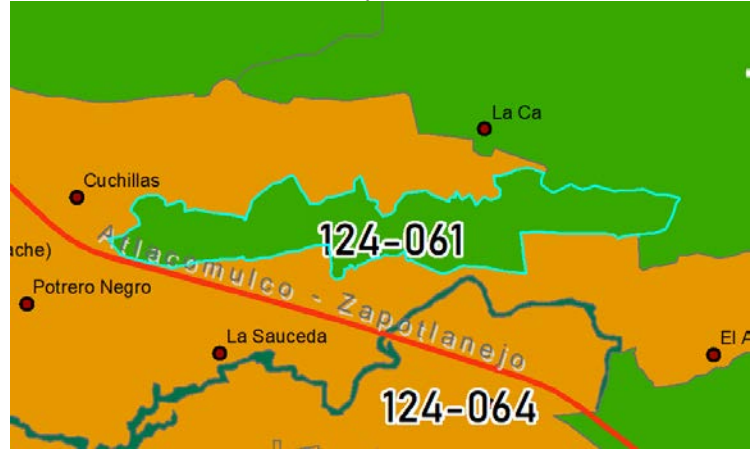 La Ca
Cuchillas
124-061
Atlacomulco - Zapotlanejo
ache)
Potrero Negro
La Sauceda
El A
124-064